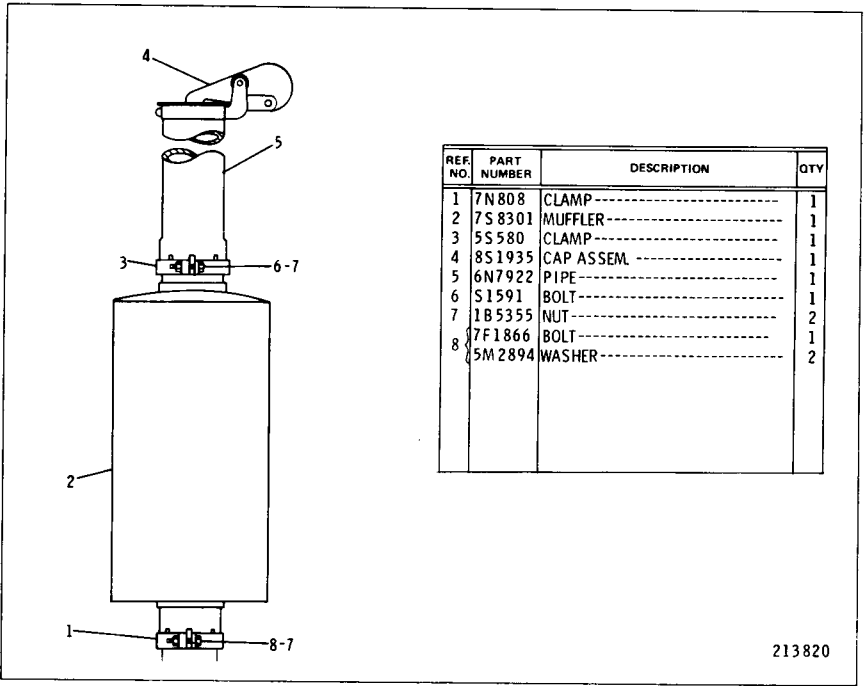 4
5
3
6-7
2
1
8-7
REF. NO. PART NUMBER DESCRIPTION QTY
1 7N808 CLAMP 1
2 7S8301 MUFFLER 1
3 5S580 CLAMP 1
4 8S1935 CAP ASSEM. 1
5 6N7922 PIPE 1
6 S1591 BOLT 1
7 1B5355 NUT 2
8 { 7F1866 BOLT 1
5M2894 WASHER 2
213820